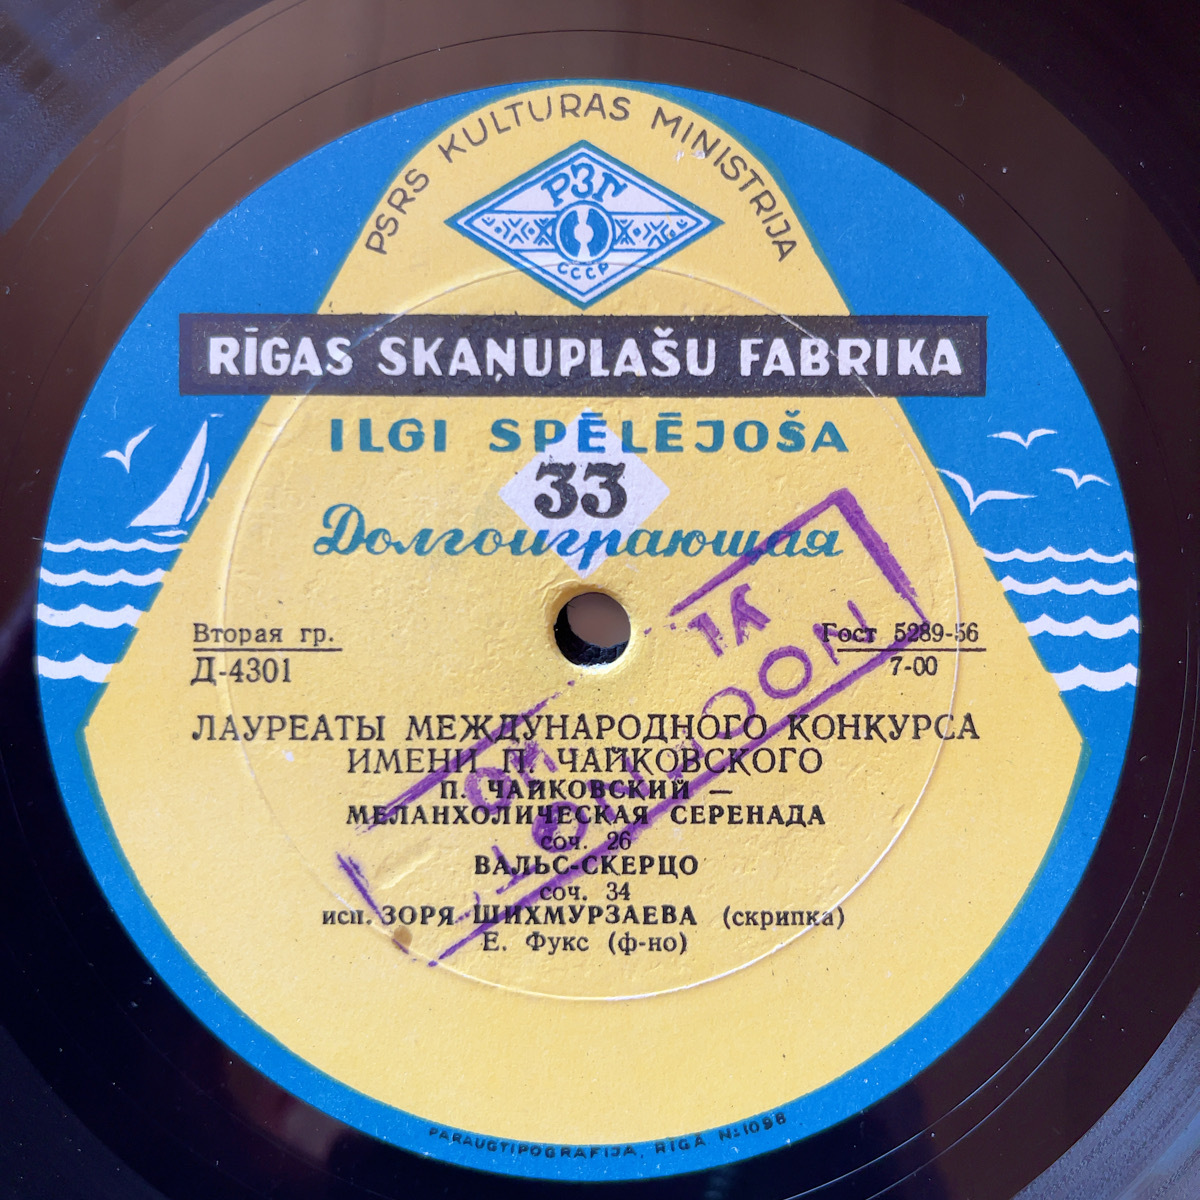 PSRS KULTURAS MINISTRIJA
РЗГ
СССР
RĪGAS SKAŅUPLAŠU FABRIKA
ILGI SPĒLĒJOŠA
33
Долгоиграющая
Вторая гр.
Д-4301
Гост 5289-56
7-00
ЛАУРЕАТЫ МЕЖДУНАРОДНОГО КОНКУРСА
ИМЕНИ П. ЧАЙКОВСКОГО
П. ЧАЙКОВСКИЙ —
МЕЛАНХОЛИЧЕСКАЯ СЕРЕНАДА
соч. 26
ВАЛЬС-СКЕРЦО
соч. 34
исп. ЗОРЯ ШИХМУРЗАЕВА (скрипка)
Е. Фукс (ф-но)
PARAUGTIPOGRAFIJA, RĪGA № 1096